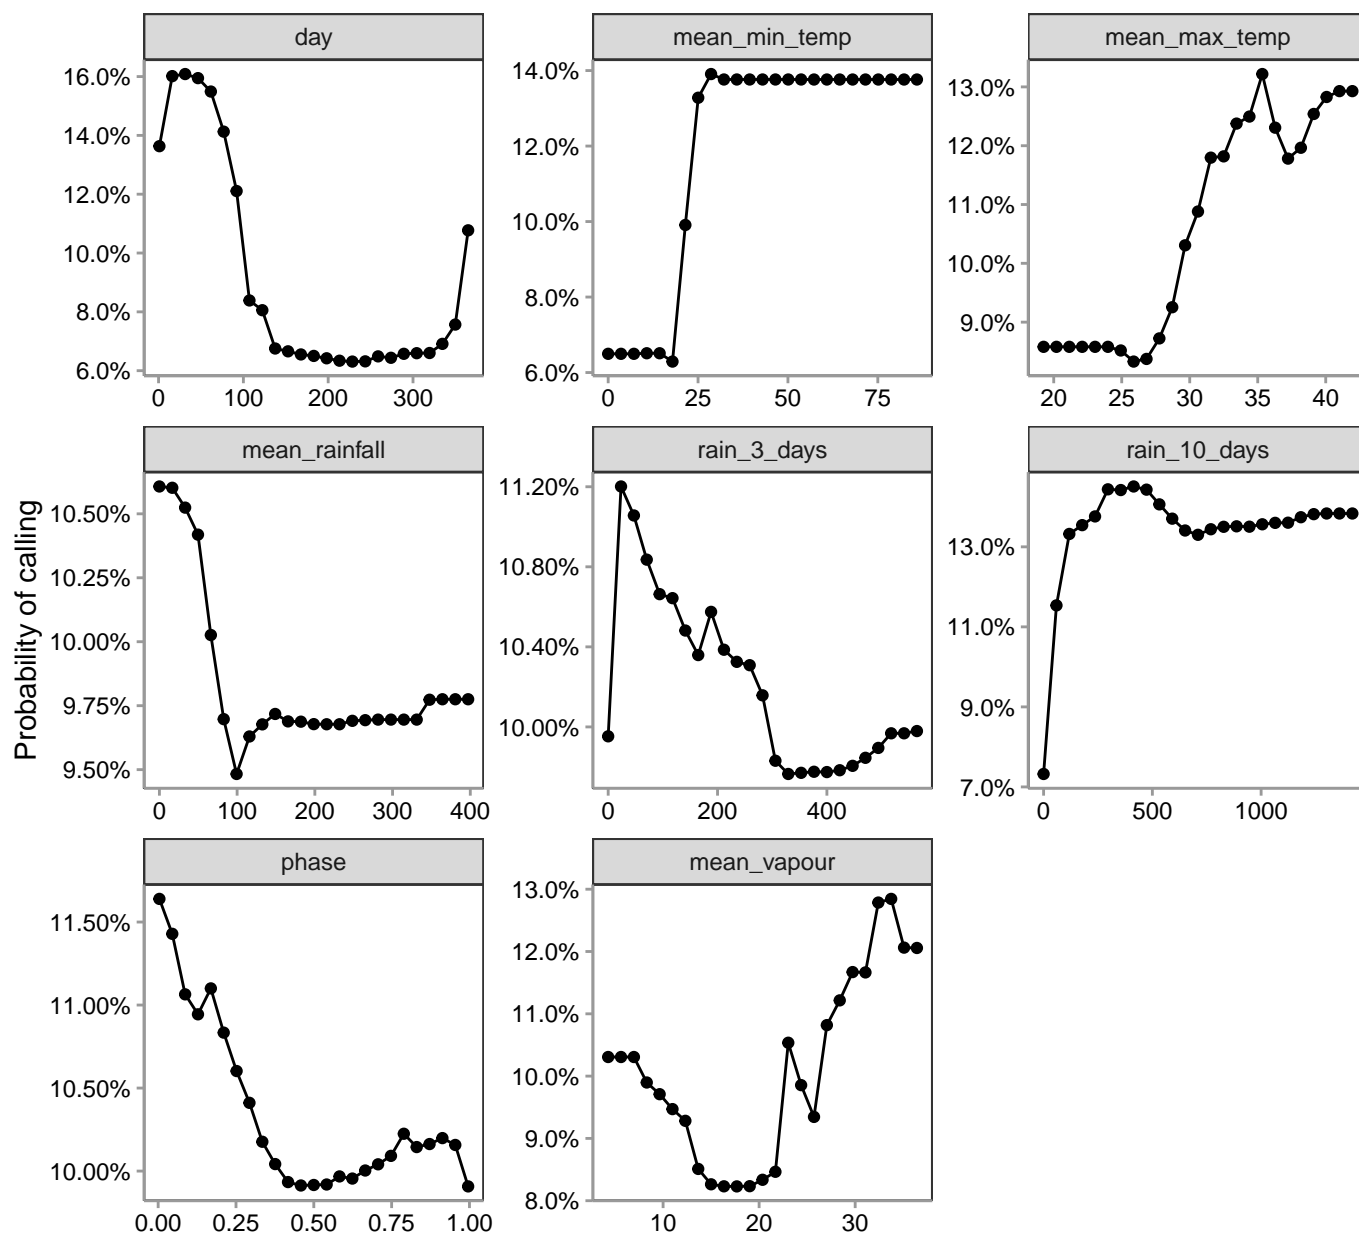 day
mean_min_temp
mean_max_temp
16.0%
14.0%
12.0%
10.0%
8.0%
6.0%
0 100 200 300
14.0%
12.0%
10.0%
8.0%
6.0%
0 25 50 75
13.0%
12.0%
11.0%
10.0%
9.0%
20 25 30 35 40
Probability of calling
mean_rainfall
rain_3_days
rain_10_days
10.50%
10.25%
10.00%
9.75%
9.50%
0 100 200 300 400
11.20%
10.80%
10.40%
10.00%
0 200 400
13.0%
11.0%
9.0%
7.0%
0 500 1000
phase
mean_vapour
11.50%
11.00%
10.50%
10.00%
0.00 0.25 0.50 0.75 1.00
13.0%
12.0%
11.0%
10.0%
9.0%
8.0%
10 20 30